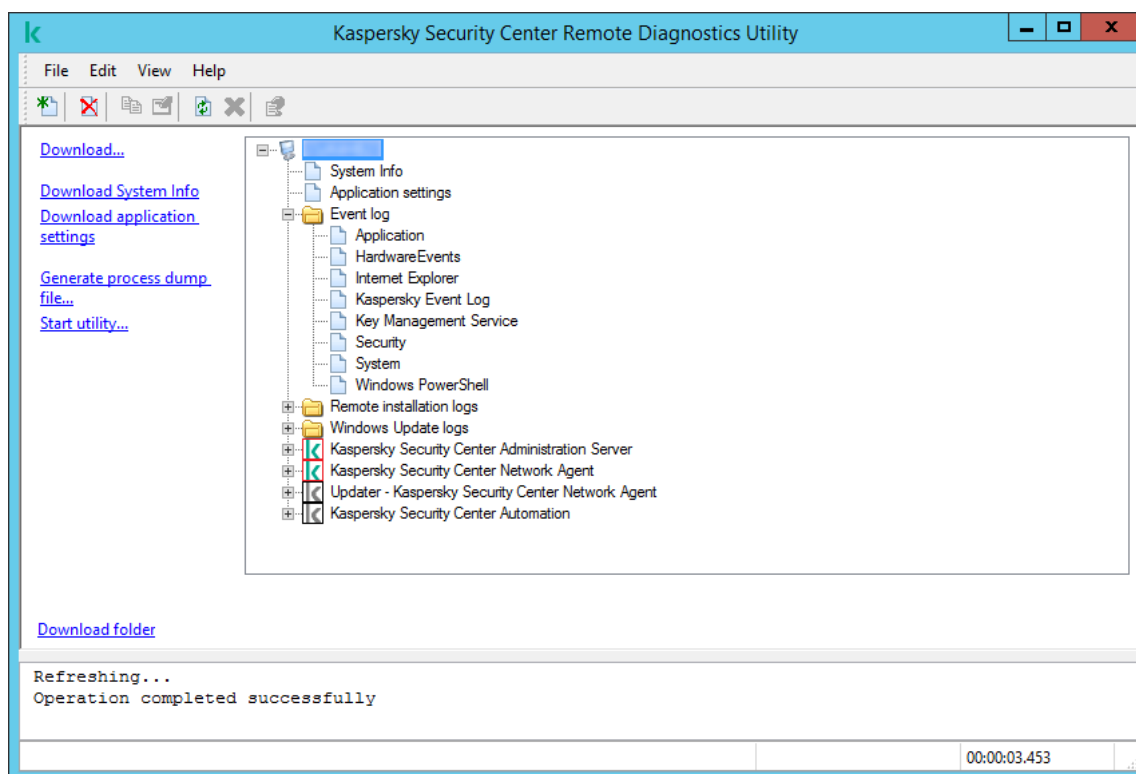 Kaspersky Security Center Remote Diagnostics Utility
File Edit View Help
Download...
Download System Info
Download application
settings
Generate process dump
file...
Start utility...
Download folder
System Info
Application settings
Event log
Application
HardwareEvents
Internet Explorer
Kaspersky Event Log
Key Management Service
Security
System
Windows PowerShell
Remote installation logs
Windows Update logs
Kaspersky Security Center Administration Server
Kaspersky Security Center Network Agent
Updater - Kaspersky Security Center Network Agent
Kaspersky Security Center Automation
Refreshing...
Operation completed successfully
00:00:03.453